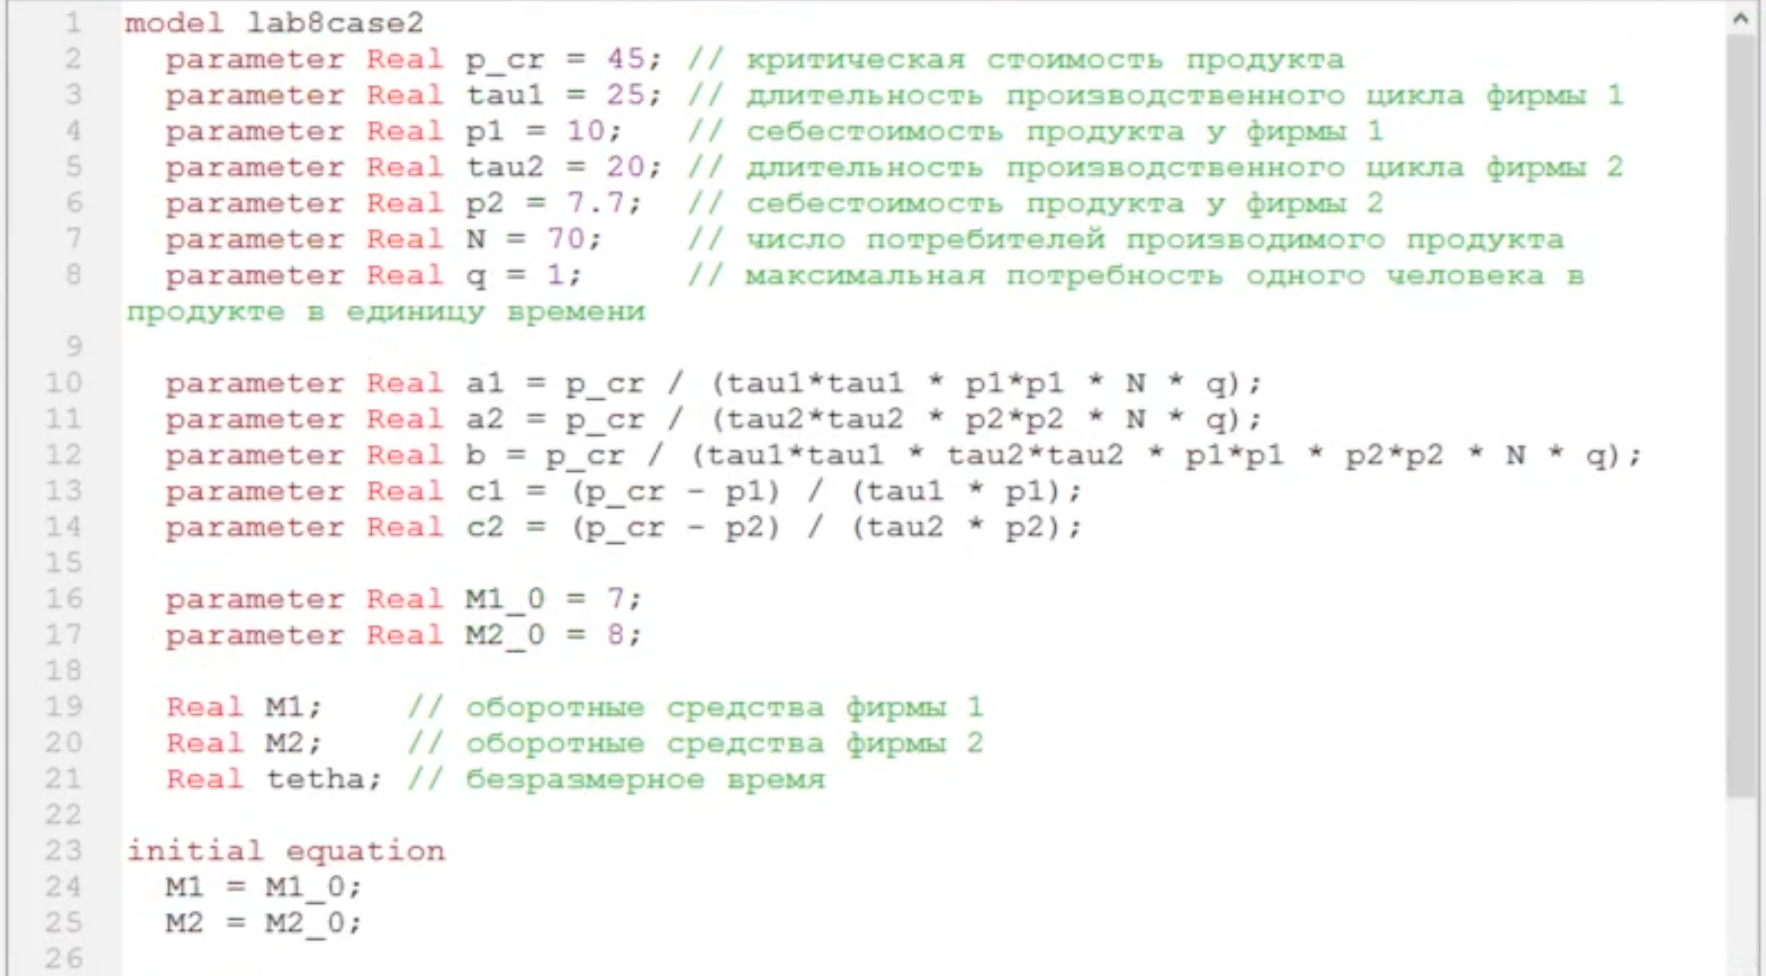 1 model lab8case2
2 parameter Real p_cr = 45; // критическая стоимость продукта
3 parameter Real tau1 = 25; // длительность производственного цикла фирмы 1
4 parameter Real p1 = 10; // себестоимость продукта у фирмы 1
5 parameter Real tau2 = 20; // длительность производственного цикла фирмы 2
6 parameter Real p2 = 7.7; // себестоимость продукта у фирмы 2
7 parameter Real N = 70; // число потребителей производимого продукта
8 parameter Real q = 1; // максимальная потребность одного человека в
продукте в единицу времени
9
10 parameter Real a1 = p_cr / (tau1*tau1 * p1*p1 * N * q);
11 parameter Real a2 = p_cr / (tau2*tau2 * p2*p2 * N * q);
12 parameter Real b = p_cr / (tau1*tau1 * tau2*tau2 * p1*p1 * p2*p2 * N * q);
13 parameter Real c1 = (p_cr - p1) / (tau1 * p1);
14 parameter Real c2 = (p_cr - p2) / (tau2 * p2);
15
16 parameter Real M1_0 = 7;
17 parameter Real M2_0 = 8;
18
19 Real M1; // оборотные средства фирмы 1
20 Real M2; // оборотные средства фирмы 2
21 Real tetha; // безразмерное время
22
23 initial equation
24 M1 = M1_0;
25 M2 = M2_0;
26